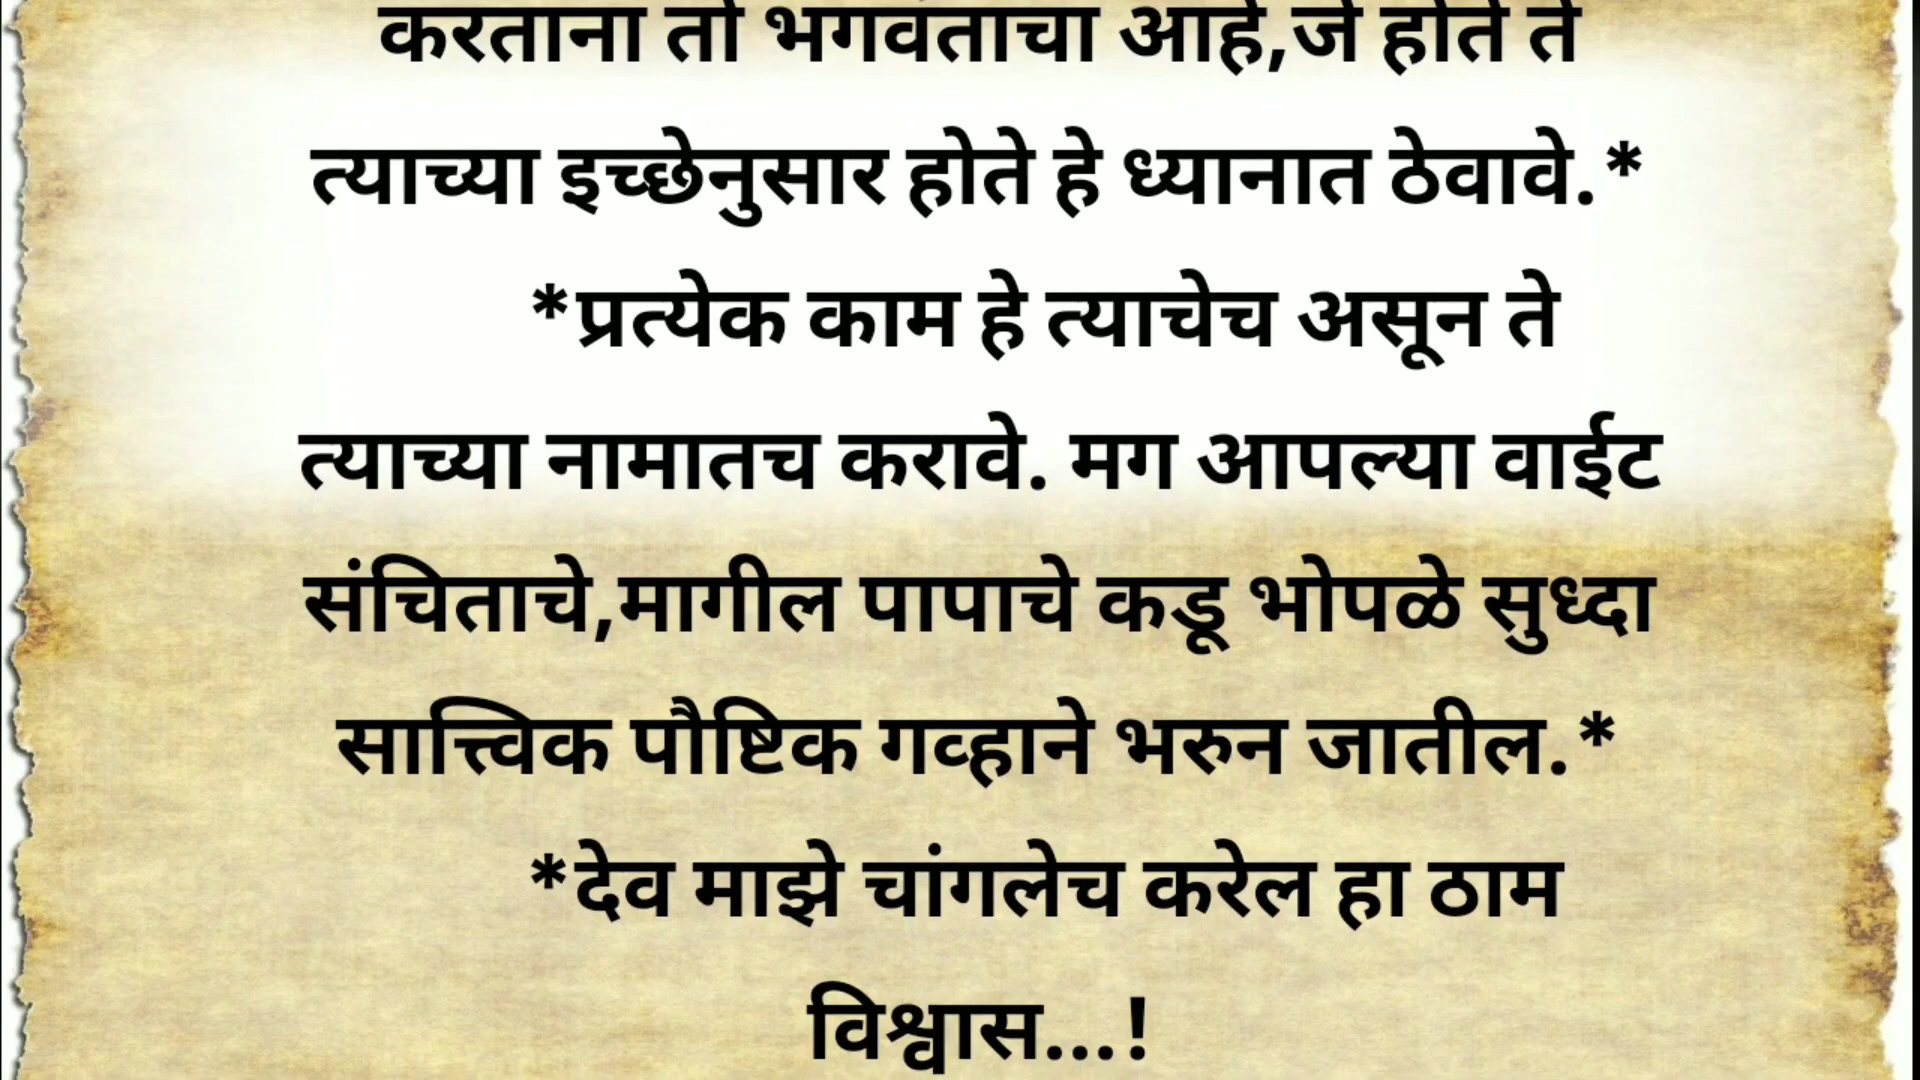 करताना तो भगवंताचा आहे,जे होते ते
त्याच्या इच्छेनुसार होते हे ध्यानात ठेवावे.*
*प्रत्येक काम हे त्याचेच असून ते
त्याच्या नामातच करावे. मग आपल्या वाईट
संचिताचे,मागील पापाचे कडू भोपळे सुध्दा
सात्त्विक पौष्टिक गव्हाने भरुन जातील.*
*देव माझे चांगलेच करेल हा ठाम
विश्वास...!